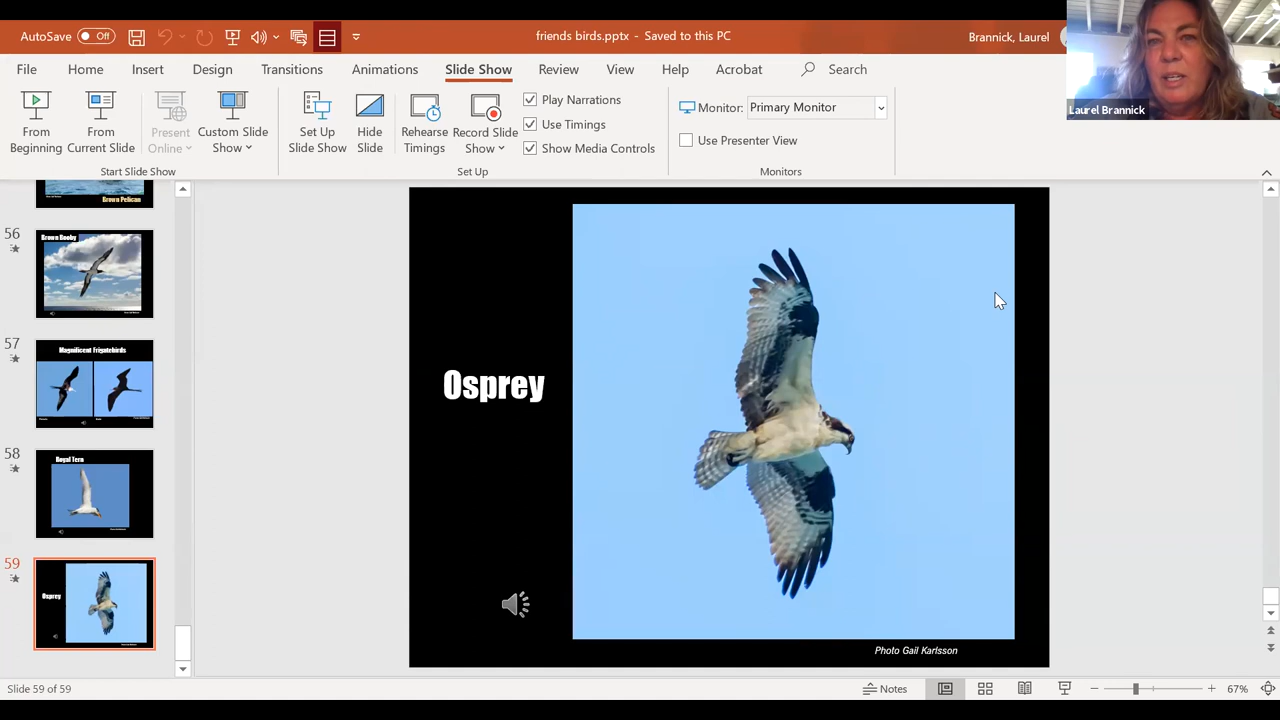 AutoSave Off
friends birds.pptx - Saved to this PC
Brannick, Laurel
File Home Insert Design Transitions Animations Slide Show Review View Help Acrobat Search
From Beginning
From Current Slide
Present Online
Custom Slide Show
Set Up Slide Show
Hide Slide
Rehearse Timings
Record Slide Show
Play Narrations
Use Timings
Show Media Controls
Monitor: Primary Monitor
Use Presenter View
Start Slide Show
Set Up
Monitors
Laurel Brannick
Brown Pelican
56
Brown Booby
57
Magnificent Frigatebirds
58
Royal Tern
59
Osprey
Osprey
Photo Gail Karlsson
Slide 59 of 59
Notes
67%